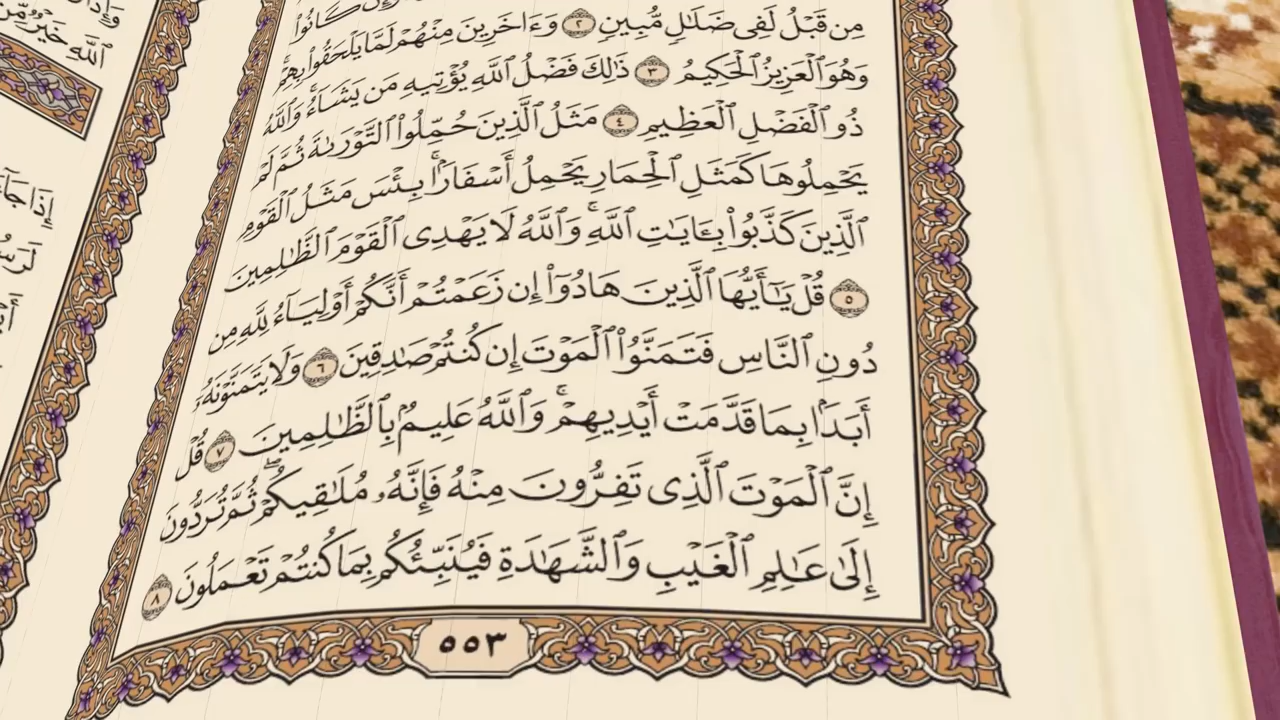 مِن قَبْلُ لَفِى ضَلَـٰلٍ مُّبِينٍ ٢ وَءَاخَرِينَ مِنْهُمْ لَمَّا يَلْحَقُوا۟ بِهِمْ ۚ
وَهُوَ ٱلْعَزِيزُ ٱلْحَكِيمُ ٣ ذَٰلِكَ فَضْلُ ٱللَّهِ يُؤْتِيهِ مَن يَشَآءُ ۚ وَٱللَّهُ
ذُو ٱلْفَضْلِ ٱلْعَظِيمِ ٤ مَثَلُ ٱلَّذِينَ حُمِّلُوا۟ ٱلتَّوْرَىٰةَ ثُمَّ لَمْ
يَحْمِلُوهَا كَمَثَلِ ٱلْحِمَارِ يَحْمِلُ أَسْفَارًۢا ۚ بِئْسَ مَثَلُ ٱلْقَوْمِ
ٱلَّذِينَ كَذَّبُوا۟ بِـَٔايَـٰتِ ٱللَّهِ ۚ وَٱللَّهُ لَا يَهْدِى ٱلْقَوْمَ ٱلظَّـٰلِمِينَ
٥ قُلْ يَـٰٓأَيُّهَا ٱلَّذِينَ هَادُوٓا۟ إِن زَعَمْتُمْ أَنَّكُمْ أَوْلِيَآءُ لِلَّهِ مِن
دُونِ ٱلنَّاسِ فَتَمَنَّوُا۟ ٱلْمَوْتَ إِن كُنتُمْ صَـٰدِقِينَ ٦ وَلَا يَتَمَنَّوْنَهُۥٓ
أَبَدًۢا بِمَا قَدَّمَتْ أَيْدِيهِمْ ۚ وَٱللَّهُ عَلِيمٌۢ بِٱلظَّـٰلِمِينَ ٧ قُلْ
إِنَّ ٱلْمَوْتَ ٱلَّذِى تَفِرُّونَ مِنْهُ فَإِنَّهُۥ مُلَـٰقِيكُمْ ۖ ثُمَّ تُرَدُّونَ
إِلَىٰ عَـٰلِمِ ٱلْغَيْبِ وَٱلشَّهَـٰدَةِ فَيُنَبِّئُكُم بِمَا كُنتُمْ تَعْمَلُونَ ٨
٥٥٣